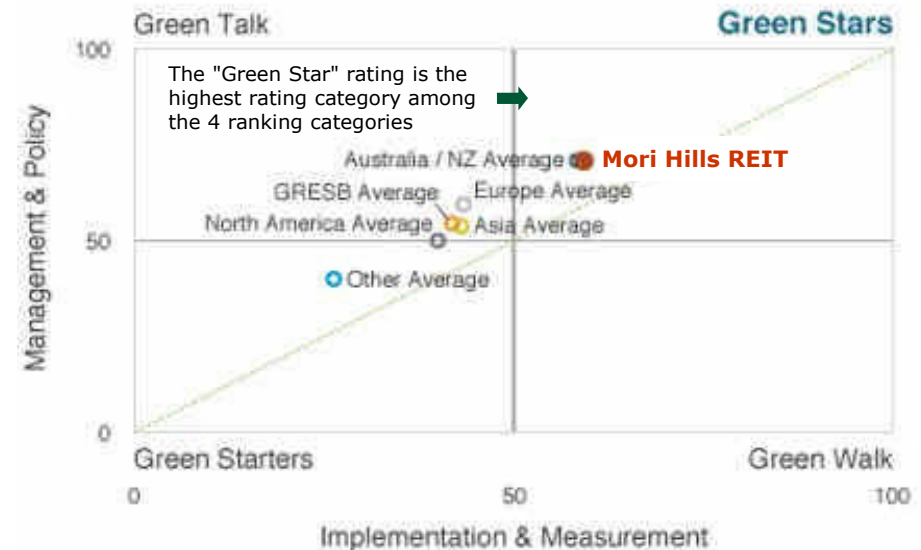 Green Talk
Green Stars
100
The "Green Star" rating is the
highest rating category among
the 4 ranking categories
Australia / NZ Average
Mori Hills REIT
GRESB Average
Europe Average
North America Average
Asia Average
50
Other Average
Management & Policy
0
Green Starters
Green Walk
0
50
100
Implementation & Measurement